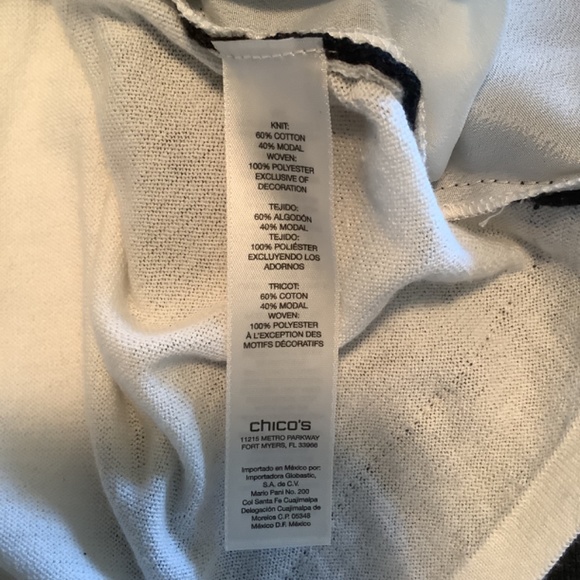 KNIT:
60% COTTON
40% MODAL
WOVEN:
100% POLYESTER
EXCLUSIVE OF
DECORATION
TEJIDO:
60% ALGODÓN
40% MODAL
TEJIDO:
100% POLIÉSTER
EXCLUYENDO LOS
ADORNOS
TRICOT:
60% COTON
40% MODAL
WOVEN:
100% POLYESTER
À L'EXCEPTION DES
MOTIFS DÉCORATIFS
chico's
11215 METRO PARKWAY
FORT MYERS, FL 33966
Importado en México por:
Importadora Globastic,
S.A. de C.V.
Mario Pani No. 200
Col Santa Fe Cuajimalpa
Delegación Cuajimalpa de
Morelos C.P. 05348
México D.F. México